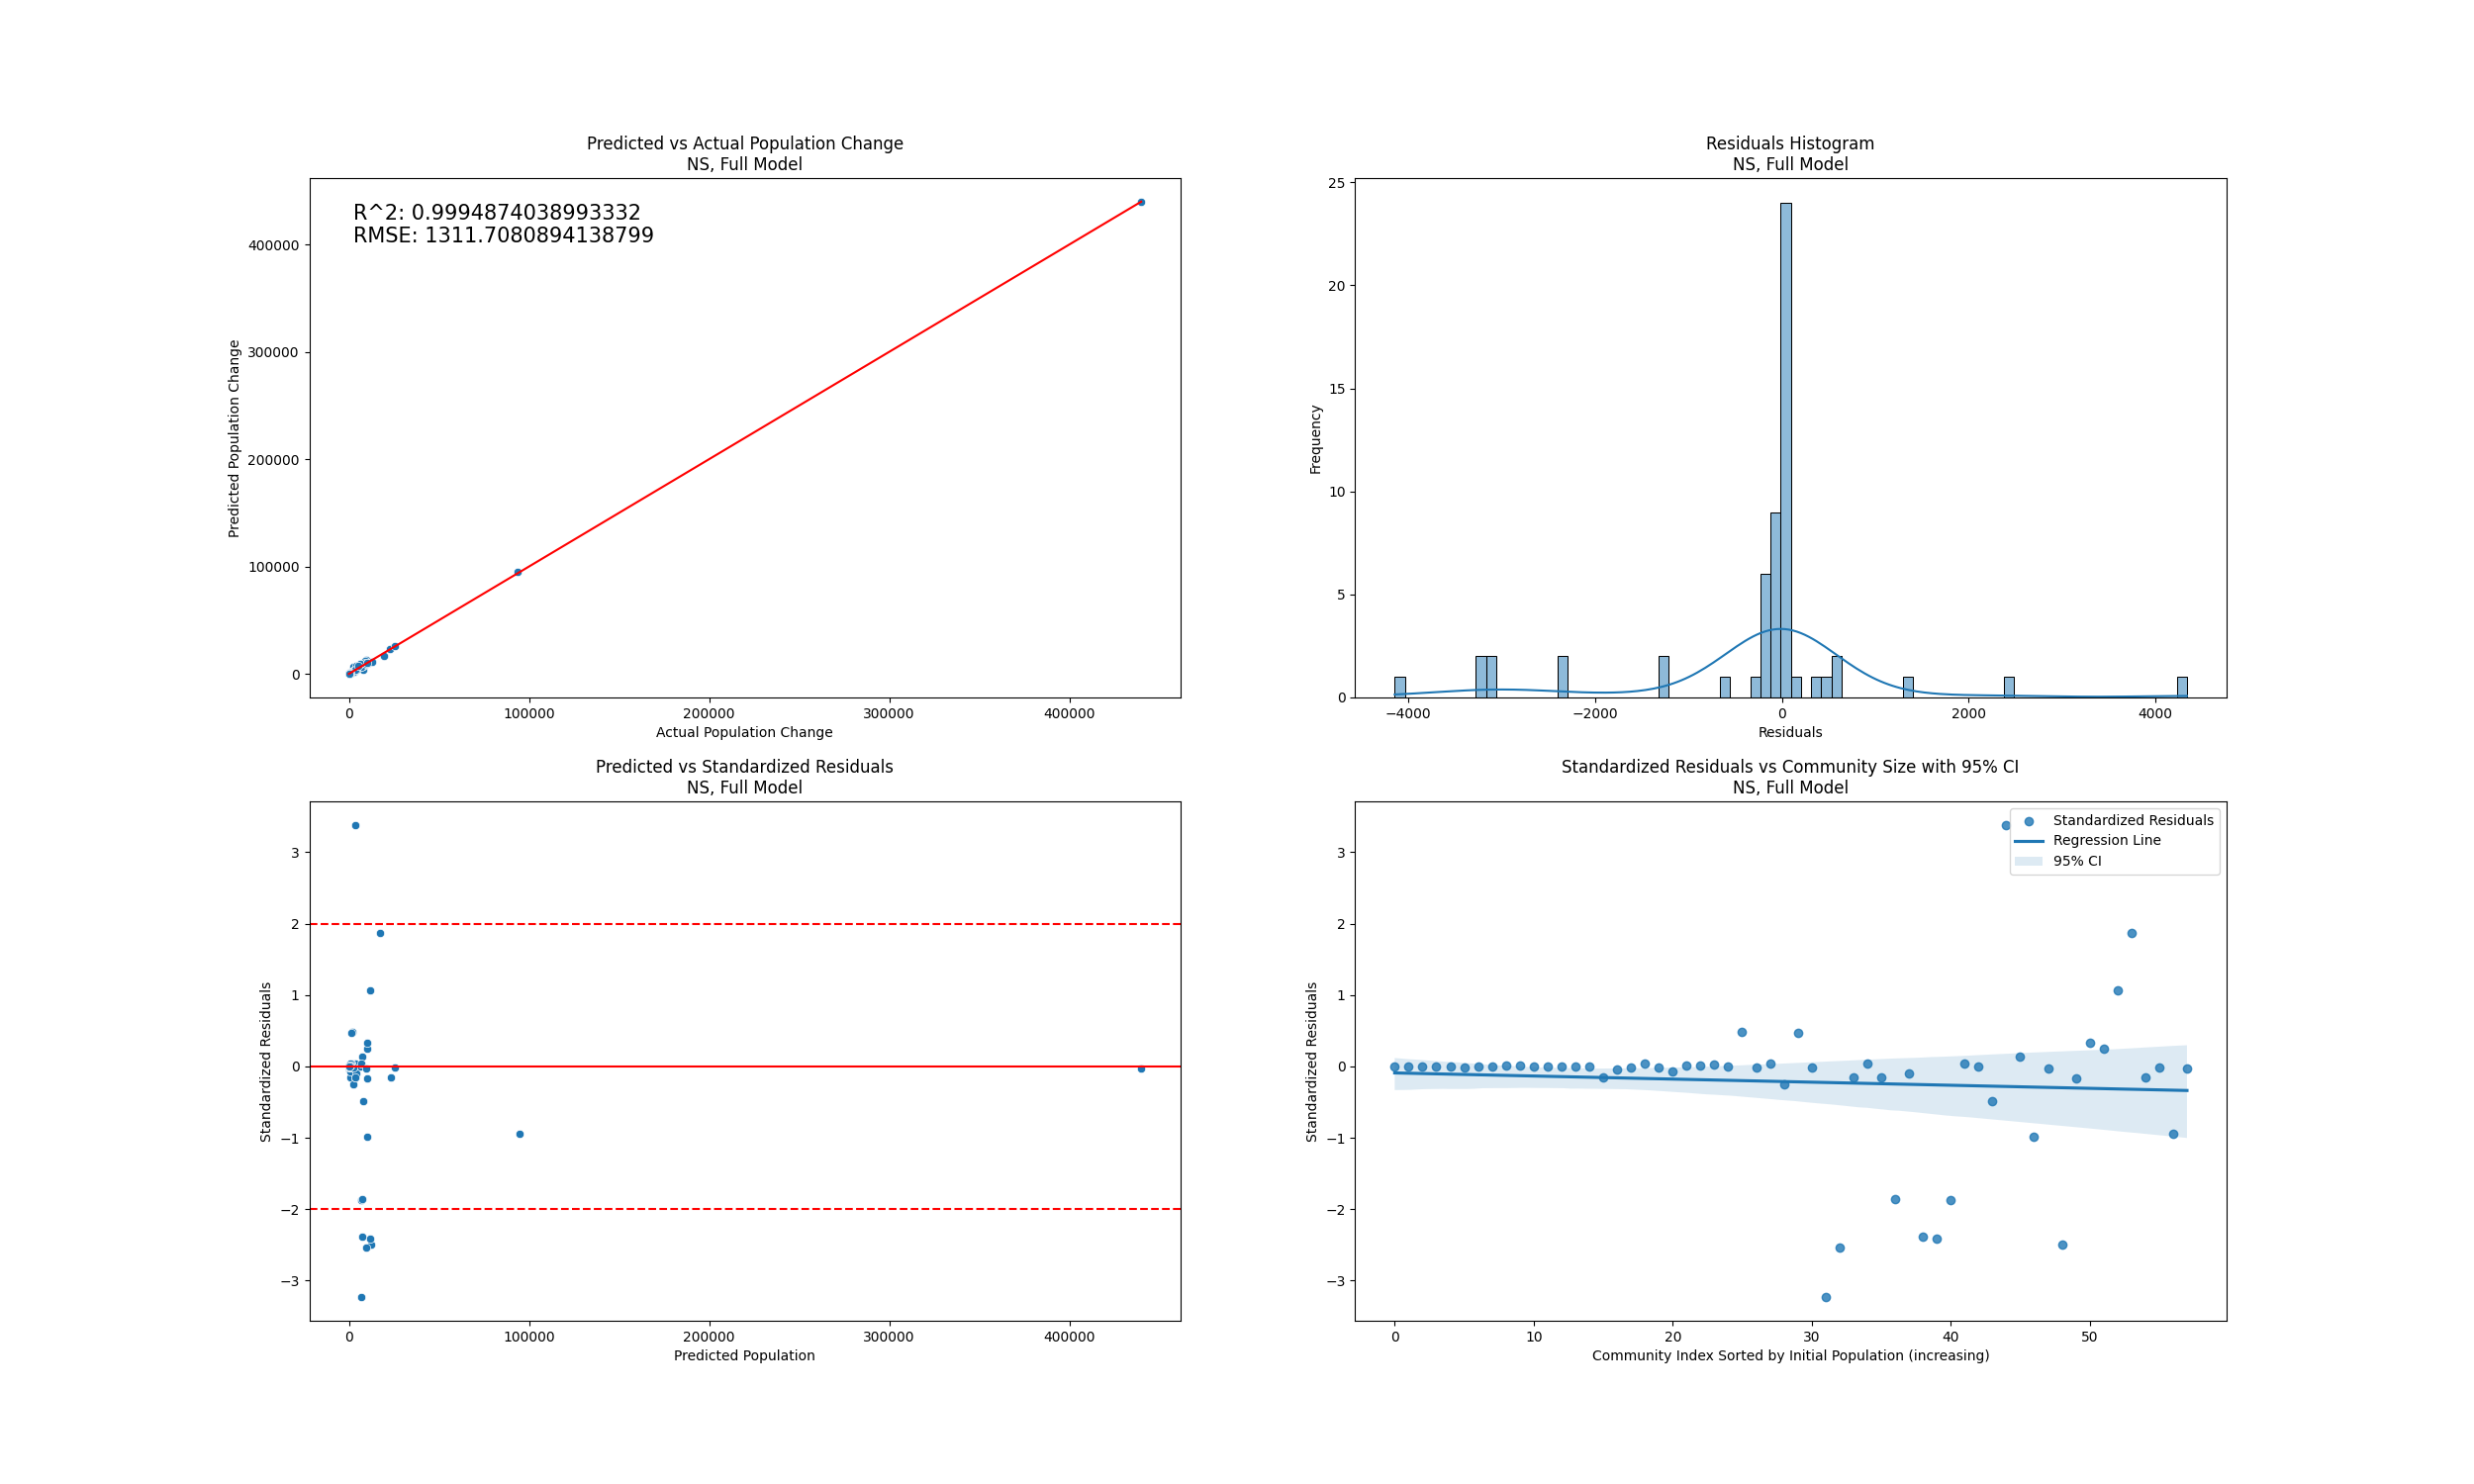 Predicted vs Actual Population Change
NS, Full Model
R^2: 0.9994874038993332
RMSE: 1311.7080894138799
400000
300000
200000
100000
0
Predicted Population Change
0 100000 200000 300000 400000
Actual Population Change
Residuals Histogram
NS, Full Model
25
20
15
10
5
0
Frequency
−4000 −2000 0 2000 4000
Residuals
Predicted vs Standardized Residuals
NS, Full Model
3
2
1
0
−1
−2
−3
Standardized Residuals
0 100000 200000 300000 400000
Predicted Population
Standardized Residuals vs Community Size with 95% CI
NS, Full Model
Standardized Residuals
Regression Line
95% CI
3
2
1
0
−1
−2
−3
Standardized Residuals
0 10 20 30 40 50
Community Index Sorted by Initial Population (increasing)